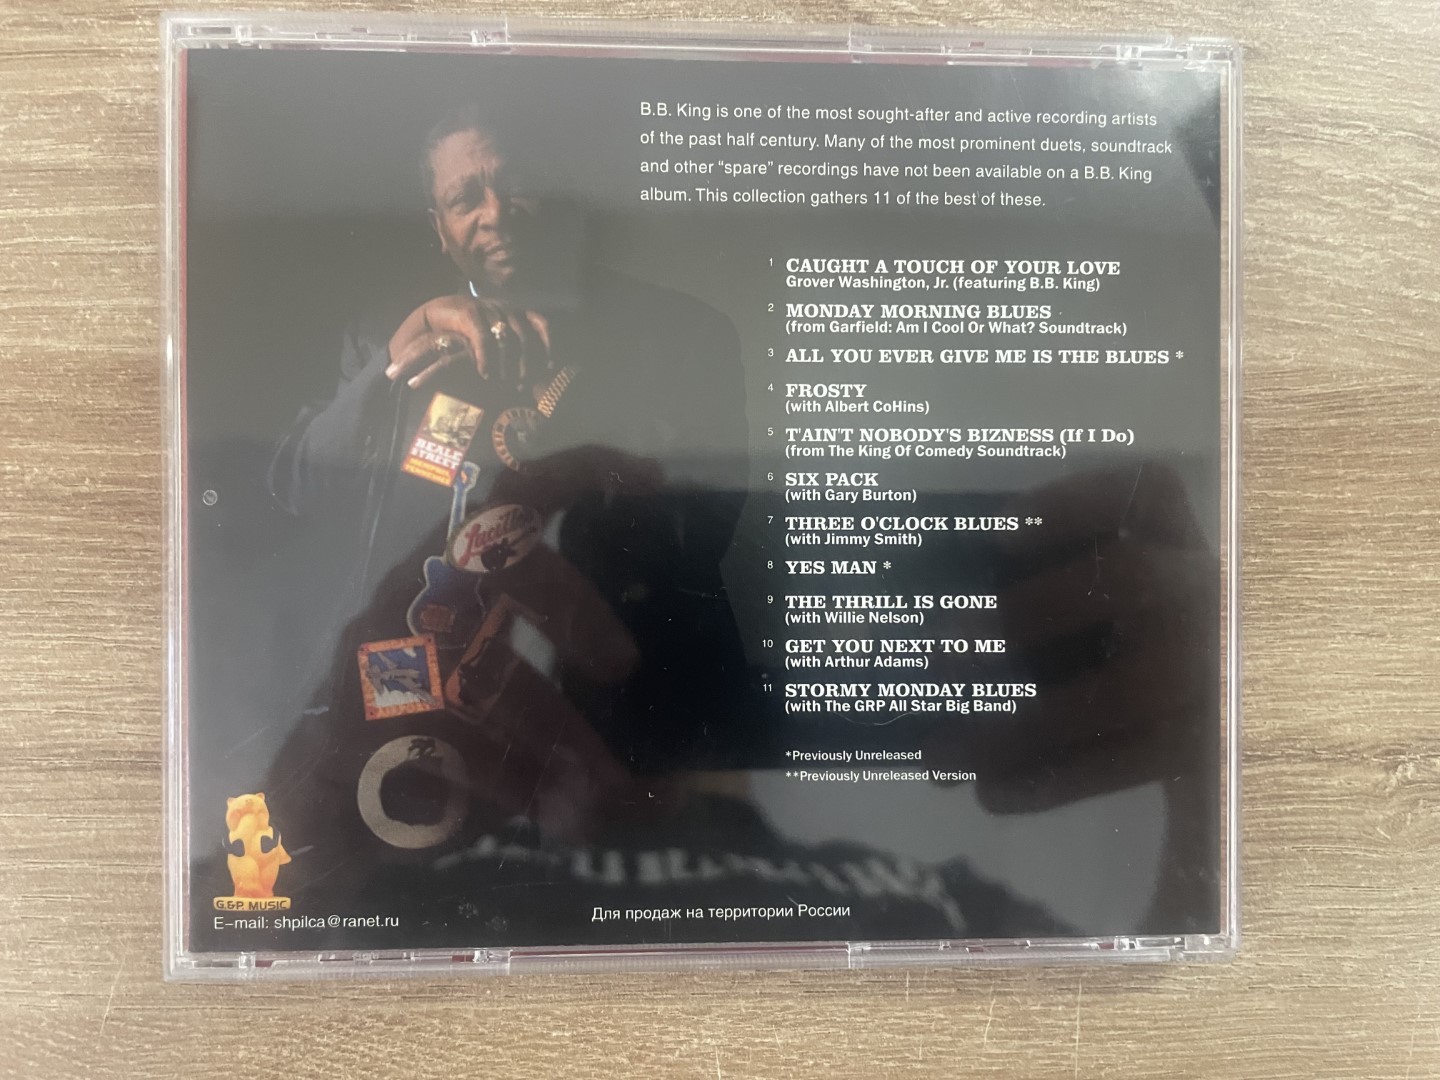 B.B. King is one of the most sought-after and active recording artists
of the past half century. Many of the most prominent duets, soundtrack
and other “spare” recordings have not been available on a B.B. King
album. This collection gathers 11 of the best of these.
1 CAUGHT A TOUCH OF YOUR LOVE
Grover Washington, Jr. (featuring B.B. King)
2 MONDAY MORNING BLUES
(from Garfield: Am I Cool Or What? Soundtrack)
3 ALL YOU EVER GIVE ME IS THE BLUES *
4 FROSTY
(with Albert CoHins)
5 T'AIN'T NOBODY'S BIZNESS (If I Do)
(from The King Of Comedy Soundtrack)
6 SIX PACK
(with Gary Burton)
7 THREE O'CLOCK BLUES **
(with Jimmy Smith)
8 YES MAN *
9 THE THRILL IS GONE
(with Willie Nelson)
10 GET YOU NEXT TO ME
(with Arthur Adams)
11 STORMY MONDAY BLUES
(with The GRP All Star Big Band)
*Previously Unreleased
**Previously Unreleased Version
BEALE
STREET
MEMPHIS
TENNESSEE
Lucille
G&P MUSIC
E-mail: shpilca@ranet.ru
Для продаж на территории России